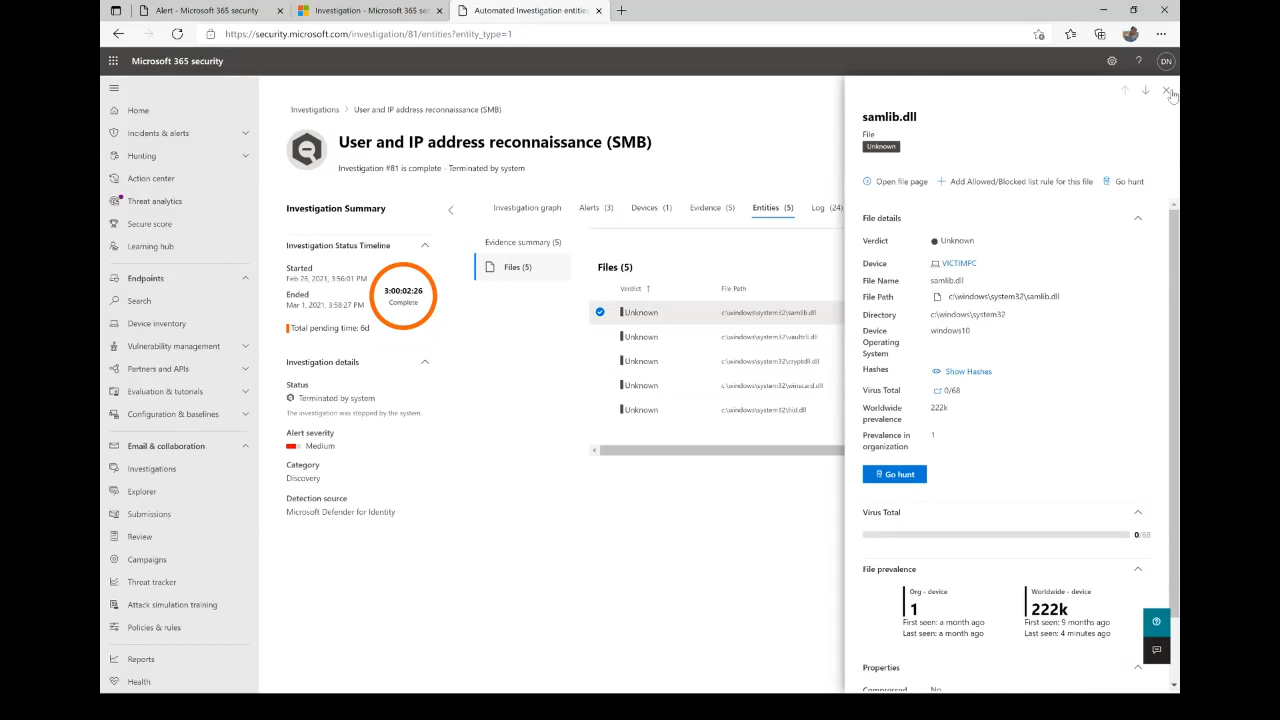 Alert - Microsoft 365 security
Investigation - Microsoft 365 sec
Automated Investigation entities
https://security.microsoft.com/investigation/81/entities?entity_type=1
Microsoft 365 security
DN
Home
Incidents & alerts
Hunting
Action center
Threat analytics
Secure score
Learning hub
Endpoints
Search
Device inventory
Vulnerability management
Partners and APIs
Evaluation & tutorials
Configuration & baselines
Email & collaboration
Investigations
Explorer
Submissions
Review
Campaigns
Threat tracker
Attack simulation training
Policies & rules
Reports
Health
Investigations > User and IP address reconnaissance (SMB)
User and IP address reconnaissance (SMB)
Investigation #81 is complete - Terminated by system
Investigation Summary
Investigation Status Timeline
Started
Feb 26, 2021, 3:56:01 PM
Ended
Mar 1, 2021, 3:58:27 PM
3:00:02:26
Complete
Total pending time: 6d
Investigation details
Status
Terminated by system
The investigation was stopped by the system.
Alert severity
Medium
Category
Discovery
Detection source
Microsoft Defender for Identity
Investigation graph Alerts (3) Devices (1) Evidence (5) Entities (5) Log (24)
Evidence summary (5)
Files (5)
Files (5)
Verdict ↑ File Path
Unknown c:\windows\system32\samlib.dll
Unknown c:\windows\system32\vaultcli.dll
Unknown c:\windows\system32\cryptdll.dll
Unknown c:\windows\system32\winscard.dll
Unknown c:\windows\system32\hid.dll
samlib.dll
File
Unknown
Open file page Add Allowed/Blocked list rule for this file Go hunt
File details
Verdict Unknown
Device VICTIMPC
File Name samlib.dll
File Path c:\windows\system32\samlib.dll
Directory c:\windows\system32
Device Operating System windows10
Hashes Show Hashes
Virus Total 0/68
Worldwide prevalence 222k
Prevalence in organization 1
Go hunt
Virus Total
0/68
File prevalence
Org - device
1
First seen: a month ago
Last seen: a month ago
Worldwide - device
222k
First seen: 9 months ago
Last seen: 4 minutes ago
Properties
Compressed No